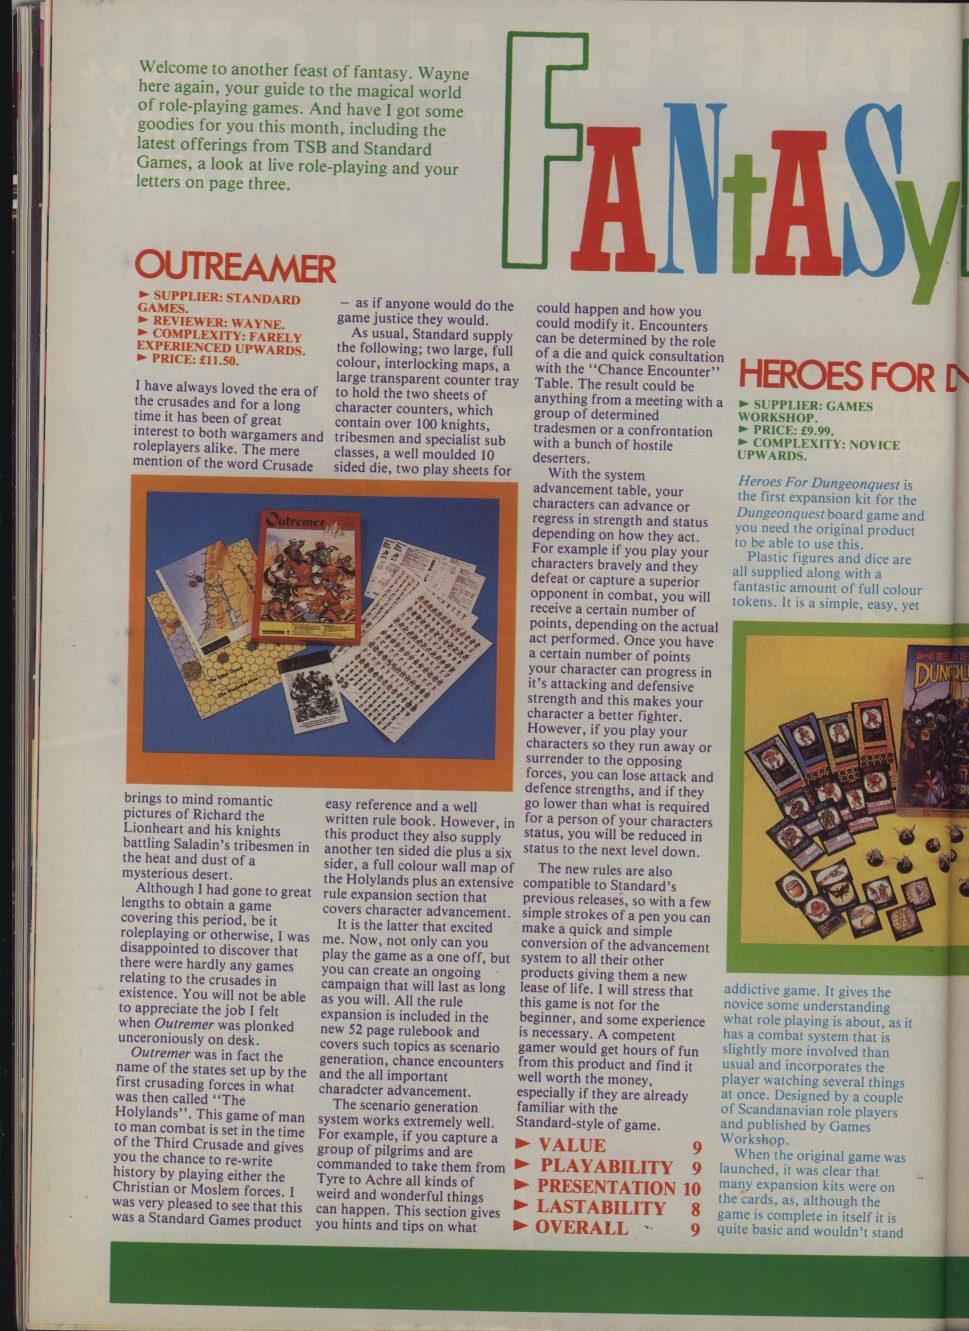 Welcome to another feast of fantasy. Wayne
here again, your guide to the magical world
of role-playing games. And have I got some
goodies for you this month, including the
latest offerings from TSB and Standard
Games, a look at live role-playing and your
letters on page three.
FANtASy
OUTREAMER
► SUPPLIER: STANDARD
GAMES.
► REVIEWER: WAYNE.
► COMPLEXITY: FARELY
EXPERIENCED UPWARDS.
► PRICE: £11.50.
I have always loved the era of
the crusades and for a long
time it has been of great
interest to both wargamers and
roleplayers alike. The mere
mention of the word Crusade
Outremer
brings to mind romantic
pictures of Richard the
Lionheart and his knights
battling Saladin's tribesmen in
the heat and dust of a
mysterious desert.
Although I had gone to great
lengths to obtain a game
covering this period, be it
roleplaying or otherwise, I was
disappointed to discover that
there were hardly any games
relating to the crusades in
existence. You will not be able
to appreciate the job I felt
when Outremer was plonked
unceroniously on desk.
Outremer was in fact the
name of the states set up by the
first crusading forces in what
was then called "The
Holylands". This game of man
to man combat is set in the time
of the Third Crusade and gives
you the chance to re-write
history by playing either the
Christian or Moslem forces. I
was very pleased to see that this
was a Standard Games product
– as if anyone would do the
game justice they would.
As usual, Standard supply
the following; two large, full
colour, interlocking maps, a
large transparent counter tray
to hold the two sheets of
character counters, which
contain over 100 knights,
tribesmen and specialist sub
classes, a well moulded 10
sided die, two play sheets for
easy reference and a well
written rule book. However, in
this product they also supply
another ten sided die plus a six
sider, a full colour wall map of
the Holylands plus an extensive
rule expansion section that
covers character advancement.
It is the latter that excited
me. Now, not only can you
play the game as a one off, but
you can create an ongoing
campaign that will last as long
as you will. All the rule
expansion is included in the
new 52 page rulebook and
covers such topics as scenario
generation, chance encounters
and the all important
charadcter advancement.
The scenario generation
system works extremely well.
For example, if you capture a
group of pilgrims and are
commanded to take them from
Tyre to Achre all kinds of
weird and wonderful things
can happen. This section gives
you hints and tips on what
could happen and how you
could modify it. Encounters
can be determined by the role
of a die and quick consultation
with the "Chance Encounter"
Table. The result could be
anything from a meeting with a
group of determined
tradesmen or a confrontation
with a bunch of hostile
deserters.
With the system
advancement table, your
characters can advance or
regress in strength and status
depending on how they act.
For example if you play your
characters bravely and they
defeat or capture a superior
opponent in combat, you will
receive a certain number of
points, depending on the actual
act performed. Once you have
a certain number of points
your character can progress in
it's attacking and defensive
strength and this makes your
character a better fighter.
However, if you play your
characters so they run away or
surrender to the opposing
forces, you can lose attack and
defence strengths, and if they
go lower than what is required
for a person of your characters
status, you will be reduced in
status to the next level down.
The new rules are also
compatible to Standard's
previous releases, so with a few
simple strokes of a pen you can
make a quick and simple
conversion of the advancement
system to all their other
products giving them a new
lease of life. I will stress that
this game is not for the
beginner, and some experience
is necessary. A competent
gamer would get hours of fun
from this product and find it
well worth the money,
especially if they are already
familiar with the
Standard-style of game.
► VALUE 9
► PLAYABILITY 9
► PRESENTATION 10
► LASTABILITY 8
► OVERALL 9
HEROES FOR D
► SUPPLIER: GAMES
WORKSHOP.
► PRICE: £9.99.
► COMPLEXITY: NOVICE
UPWARDS.
Heroes For Dungeonquest is
the first expansion kit for the
Dungeonquest board game and
you need the original product
to be able to use this.
Plastic figures and dice are
all supplied along with a
fantastic amount of full colour
tokens. It is a simple, easy, yet
addictive game. It gives the
novice some understanding
what role playing is about, as it
has a combat system that is
slightly more involved than
usual and incorporates the
player watching several things
at once. Designed by a couple
of Scandanavian role players
and published by Games
Workshop.
When the original game was
launched, it was clear that
many expansion kits were on
the cards, as, although the
game is complete in itself it is
quite basic and wouldn't stand